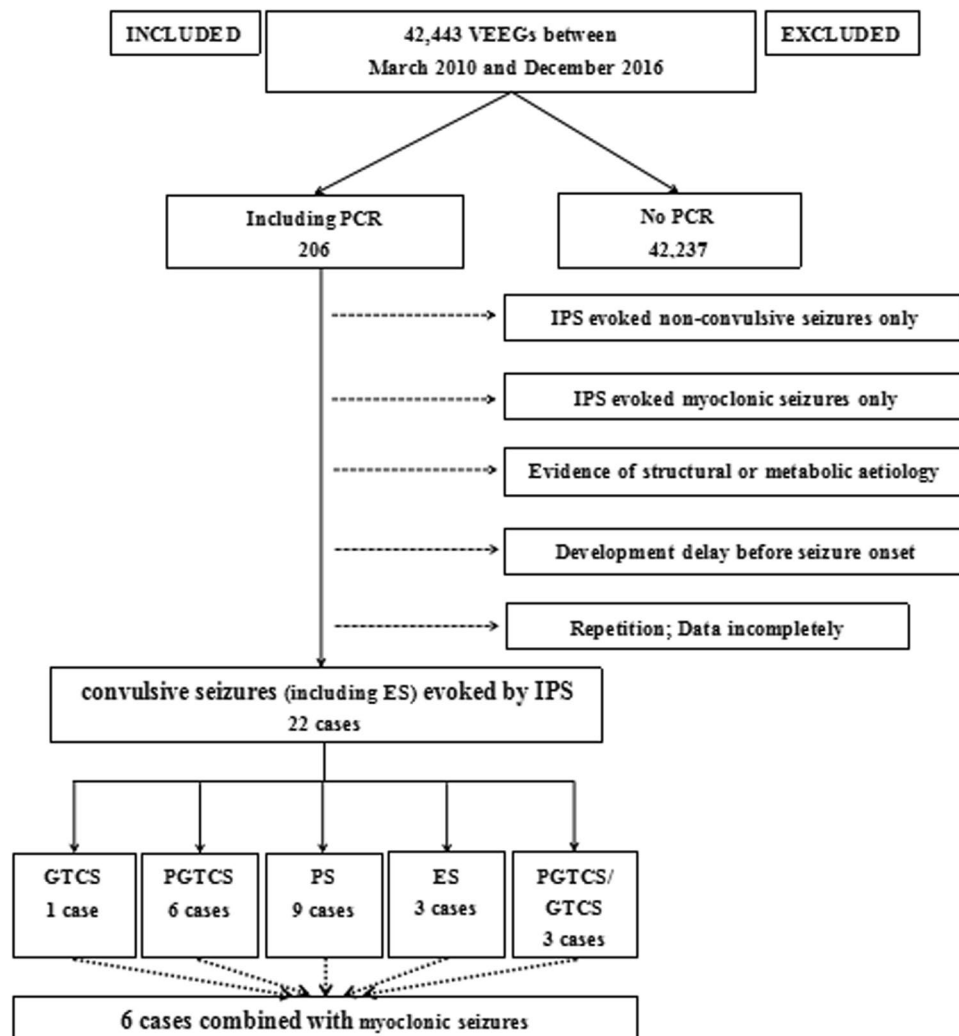 INCLUDED
42,443 VEEGs between
March 2010 and December 2016
EXCLUDED
Including PCR
206
No PCR
42,237
IPS evoked non-convulsive seizures only
IPS evoked myoclonic seizures only
Evidence of structural or metabolic aetiology
Development delay before seizure onset
Repetition; Data incompletely
convulsive seizures (including ES) evoked by IPS
22 cases
GTCS
1 case
PGTCS
6 cases
PS
9 cases
ES
3 cases
PGTCS/
GTCS
3 cases
6 cases combined with myoclonic seizures